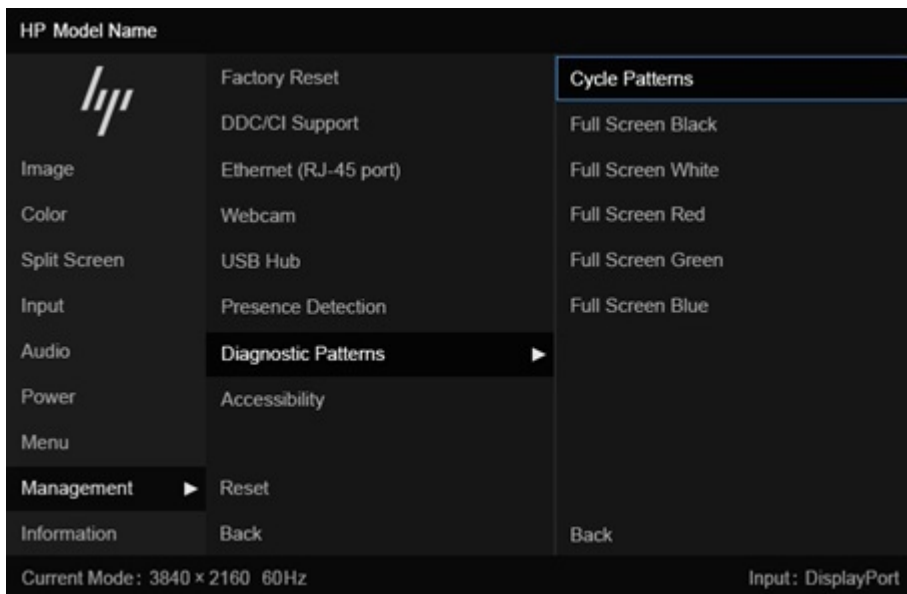 HP Model Name
hp
Image
Color
Split Screen
Input
Audio
Power
Menu
Management ▶
Information
Factory Reset
DDC/CI Support
Ethernet (RJ-45 port)
Webcam
USB Hub
Presence Detection
Diagnostic Patterns ▶
Accessibility
Reset
Back
Cycle Patterns
Full Screen Black
Full Screen White
Full Screen Red
Full Screen Green
Full Screen Blue
Back
Current Mode: 3840 × 2160 60Hz
Input: DisplayPort